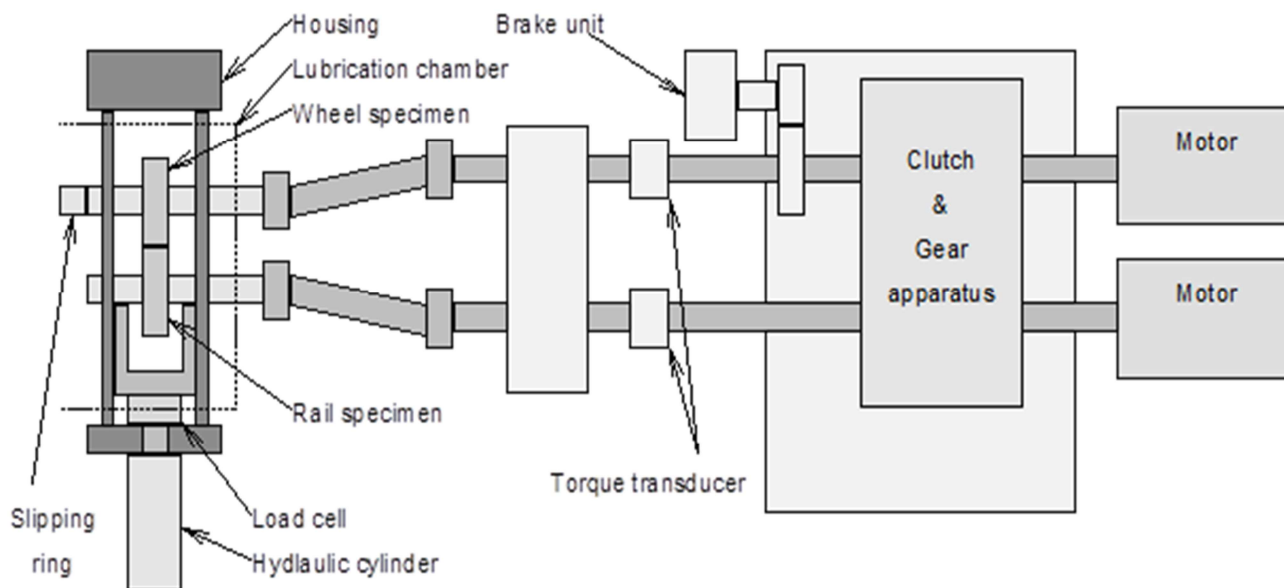 Housing
Lubrication chamber
Wheel specimen
Brake unit
Clutch
&
Gear
apparatus
Motor
Motor
Rail specimen
Torque transducer
Slipping
ring
Load cell
Hydlaulic cylinder